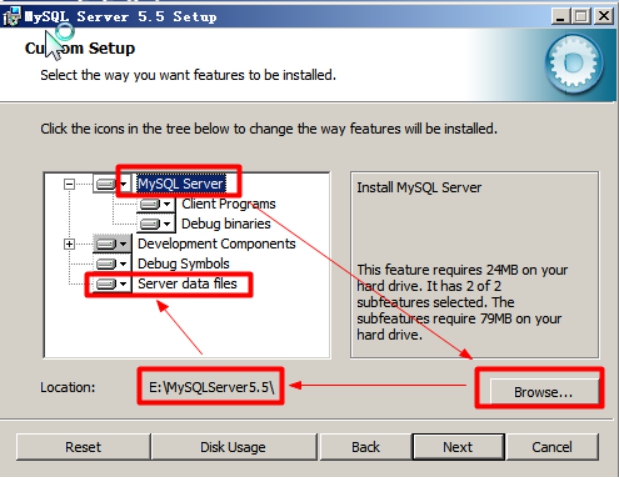 MySQL Server 5.5 Setup
Custom Setup
Select the way you want features to be installed.
Click the icons in the tree below to change the way features will be installed.
MySQL Server
Client Programs
Debug binaries
Development Components
Debug Symbols
Server data files
Install MySQL Server
This feature requires 24MB on your
hard drive. It has 2 of 2
subfeatures selected. The
subfeatures require 79MB on your
hard drive.
Location:
E:\MySQLServer5.5\
Browse...
Reset
Disk Usage
Back
Next
Cancel